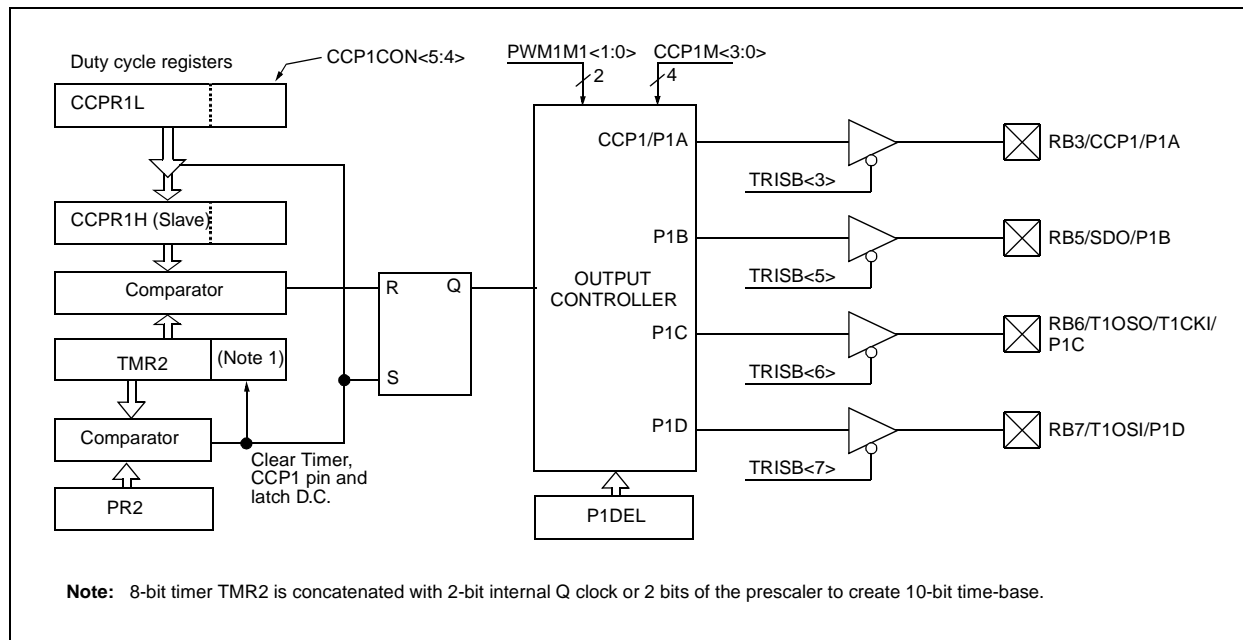 Duty cycle registers
CCP1CON<5:4>
CCPR1L
CCPR1H (Slave)
Comparator
TMR2
(Note 1)
Comparator
PR2
Clear Timer,
CCP1 pin and
latch D.C.
R
Q
S
PWM1M1<1:0>
2
CCP1M<3:0>
4
CCP1/P1A
P1B
OUTPUT
CONTROLLER
P1C
P1D
P1DEL
TRISB<3>
RB3/CCP1/P1A
TRISB<5>
RB5/SDO/P1B
TRISB<6>
RB6/T1OSO/T1CKI/
P1C
TRISB<7>
RB7/T1OSI/P1D
Note: 8-bit timer TMR2 is concatenated with 2-bit internal Q clock or 2 bits of the prescaler to create 10-bit time-base.